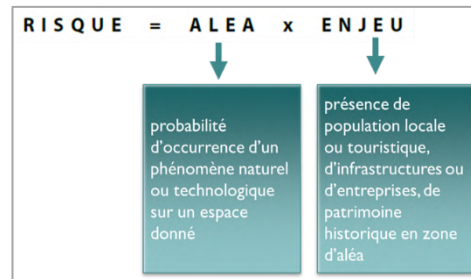 RISQUE = ALEA x ENJEU
probabilité
d'occurrence d'un
phénomène naturel
ou technologique
sur un espace
donné
présence de
population locale
ou touristique,
d'infrastructures ou
d'entreprises, de
patrimoine
historique en zone
d'aléa